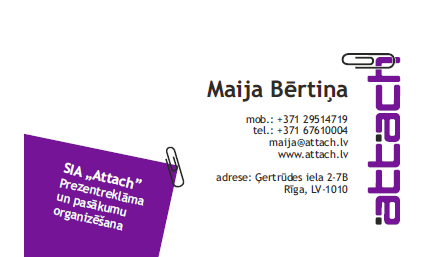 Maija Bērtiņa
mob.: +371 29514719
tel.: +371 67610004
maija@attach.lv
www.attach.lv
adrese: Ģertrūdes iela 2-7B
Rīga, LV-1010
attach
SIA „Attach”
Prezentreklāma
un pasākumu
organizēšana